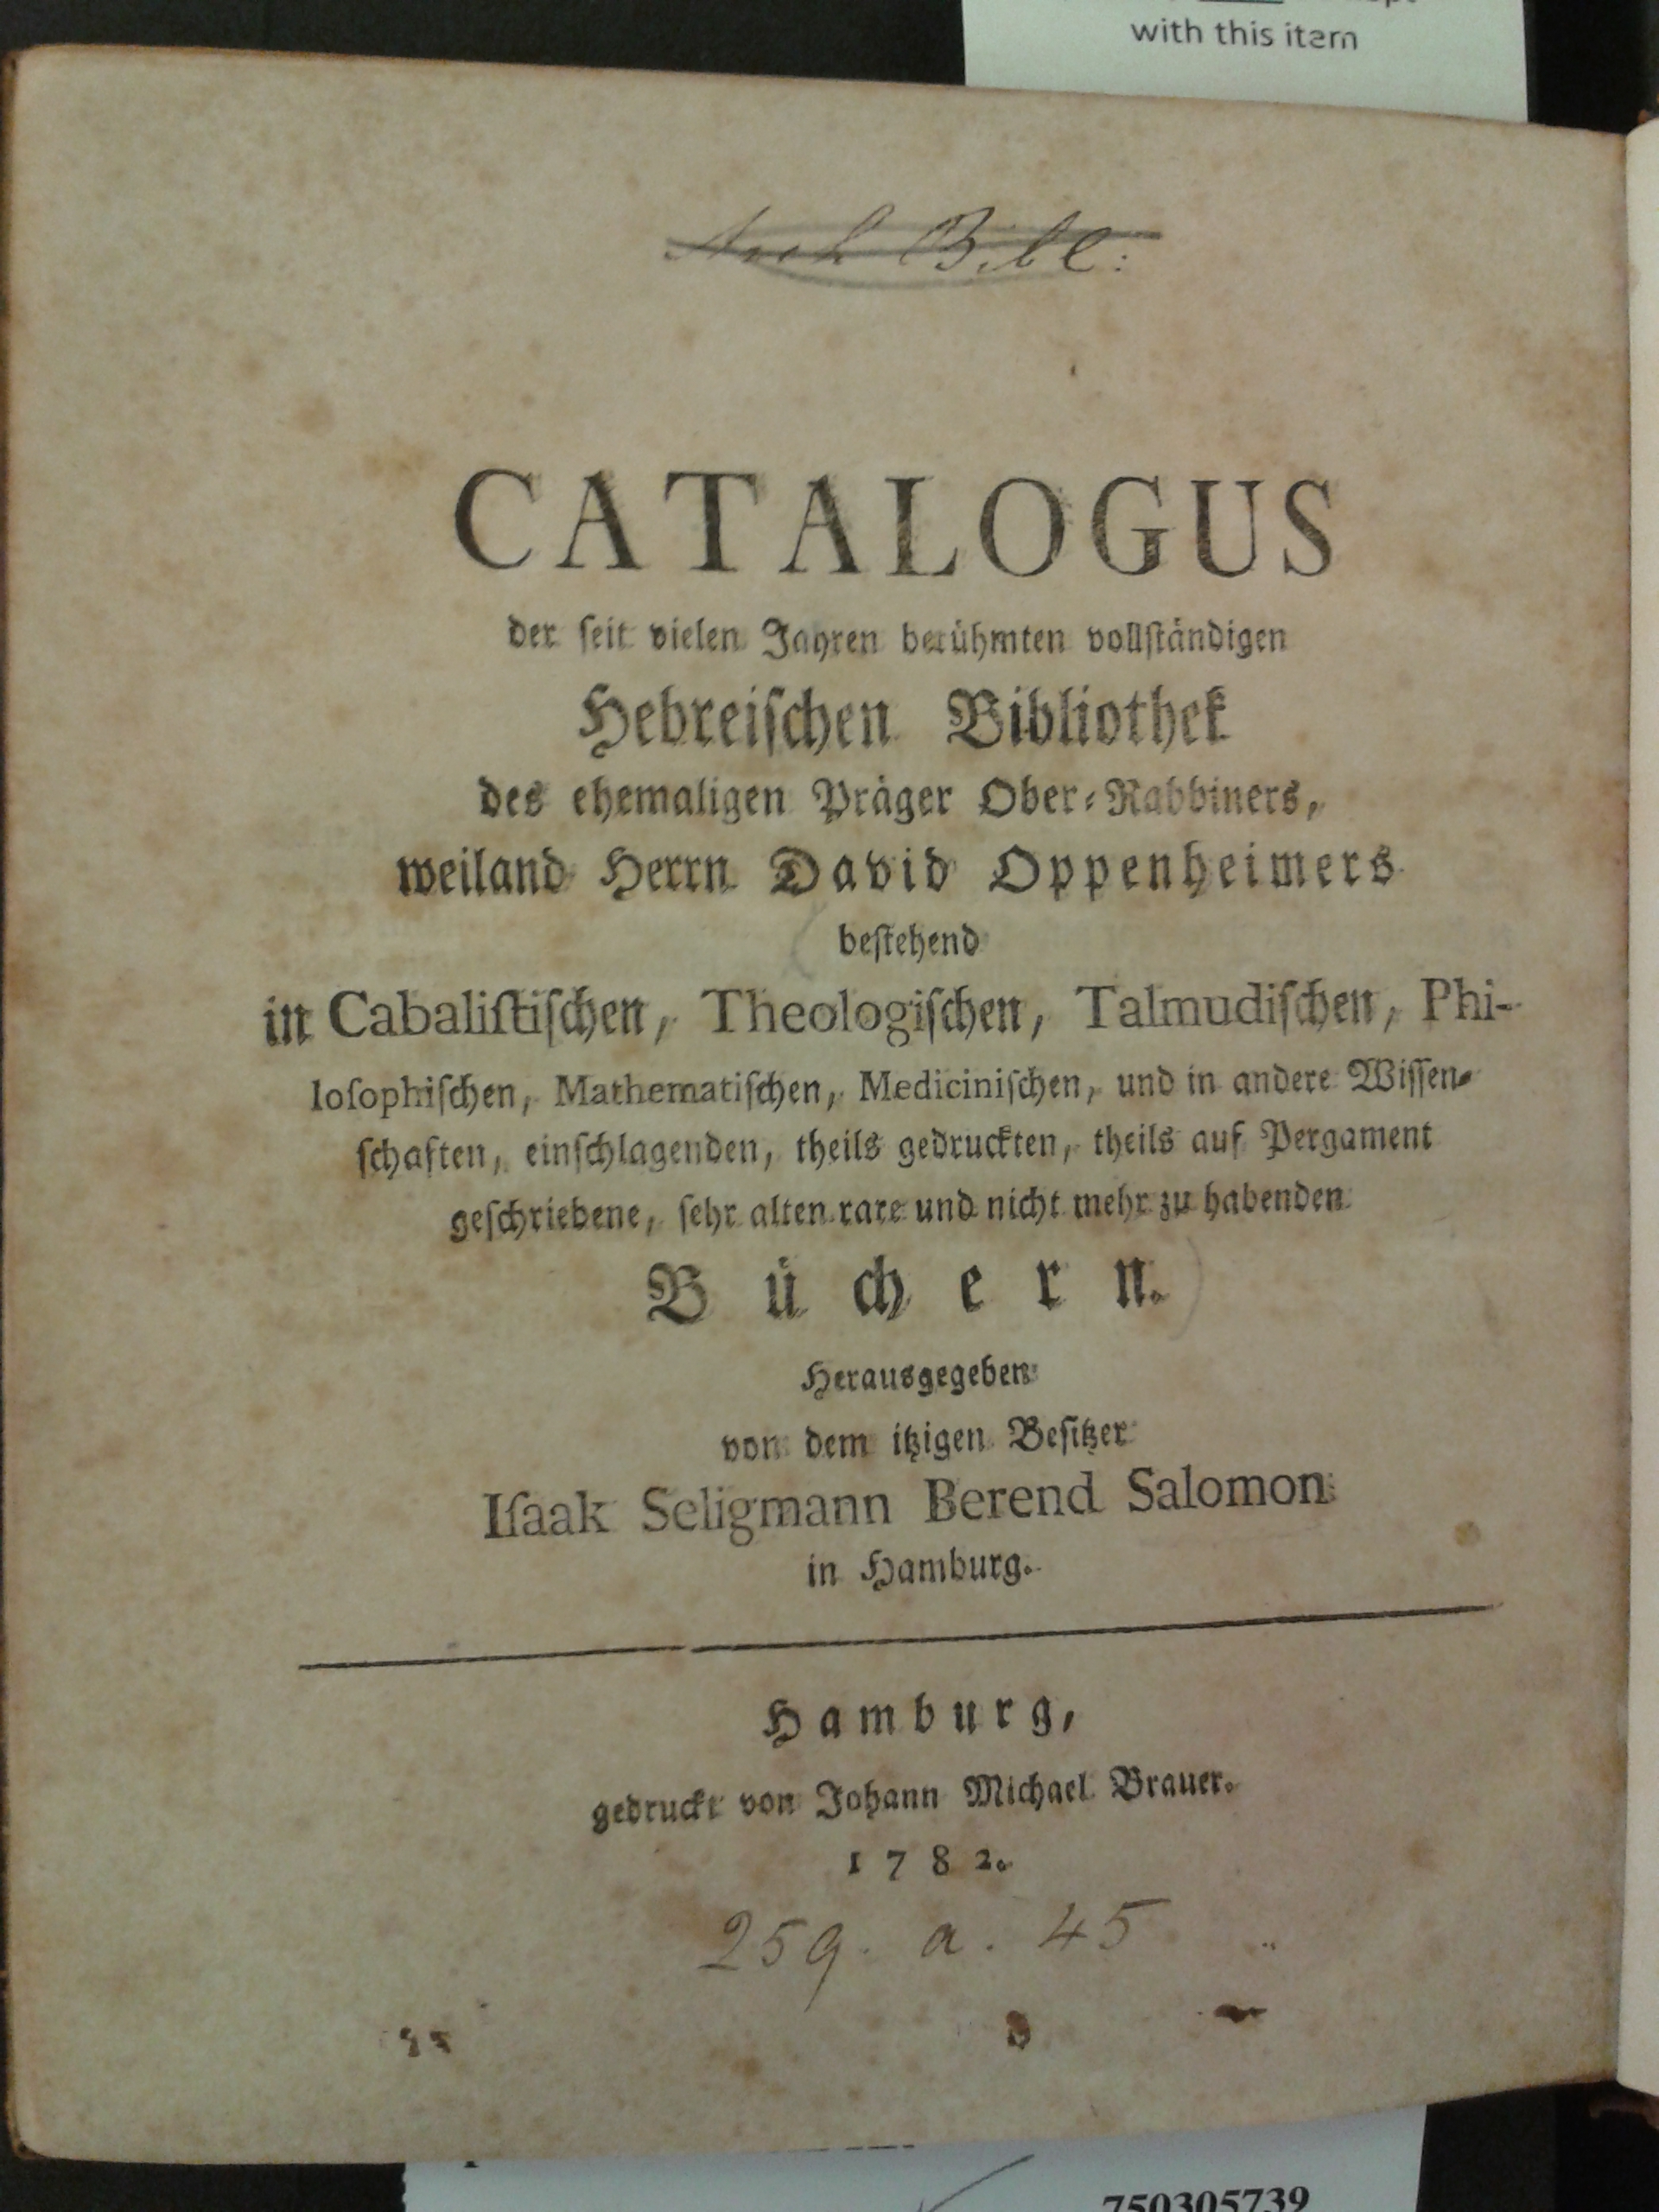 with this item
Bibl:
CATALOGUS
der ſeit vielen Jahren berühmten vollſtändigen
Hebreiſchen Bibliothek
des ehemaligen Präger Ober-Rabbiners,
weiland Herrn David Oppenheimers
beſtehend
in Cabaliſtiſchen, Theologiſchen, Talmudiſchen, Phi-
loſophiſchen, Mathematiſchen, Mediciniſchen, und in andere Wiſſen-
ſchaften, einſchlagenden, theils gedruckten, theils auf Pergament
geſchriebene, ſehr alten rare und nicht mehr zu habenden
Büchern.
Herausgegeben
von dem itzigen Beſitzer
Iſaak Seligmann Berend Salomon
in Hamburg.
Hamburg,
gedruckt von Johann Michael Brauer.
1782.
259. a. 45
750305739